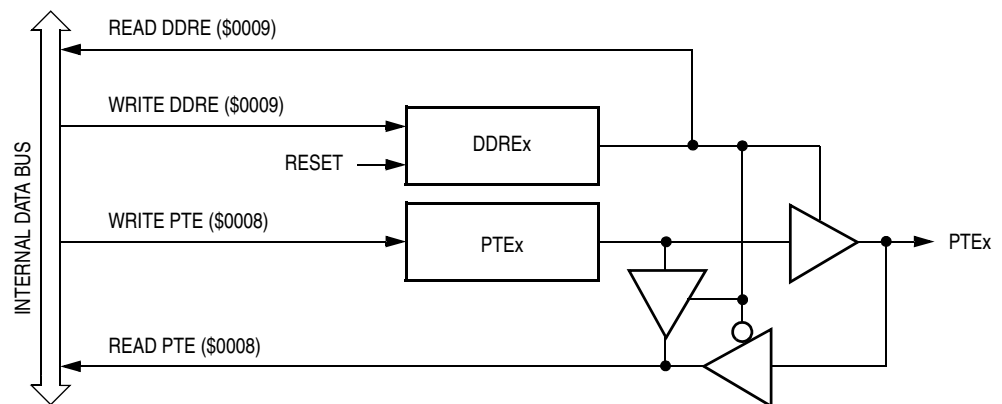 READ DDRE ($0009)
WRITE DDRE ($0009)
DDREx
RESET
WRITE PTE ($0008)
PTEx
PTEx
READ PTE ($0008)
INTERNAL DATA BUS